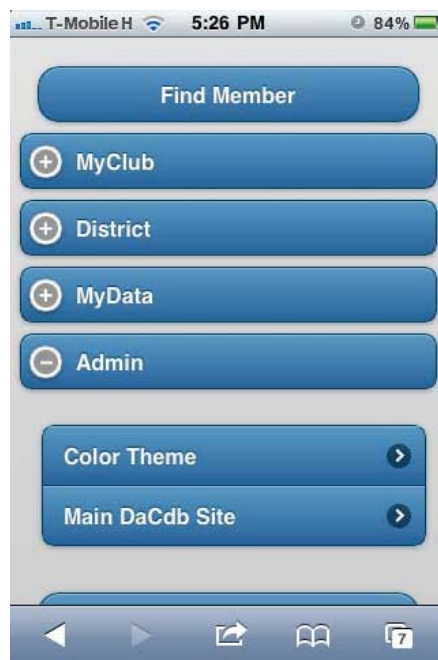 T-Mobile H 5:26 PM 84%
Find Member
MyClub
District
MyData
Admin
Color Theme
Main DaCdb Site
7